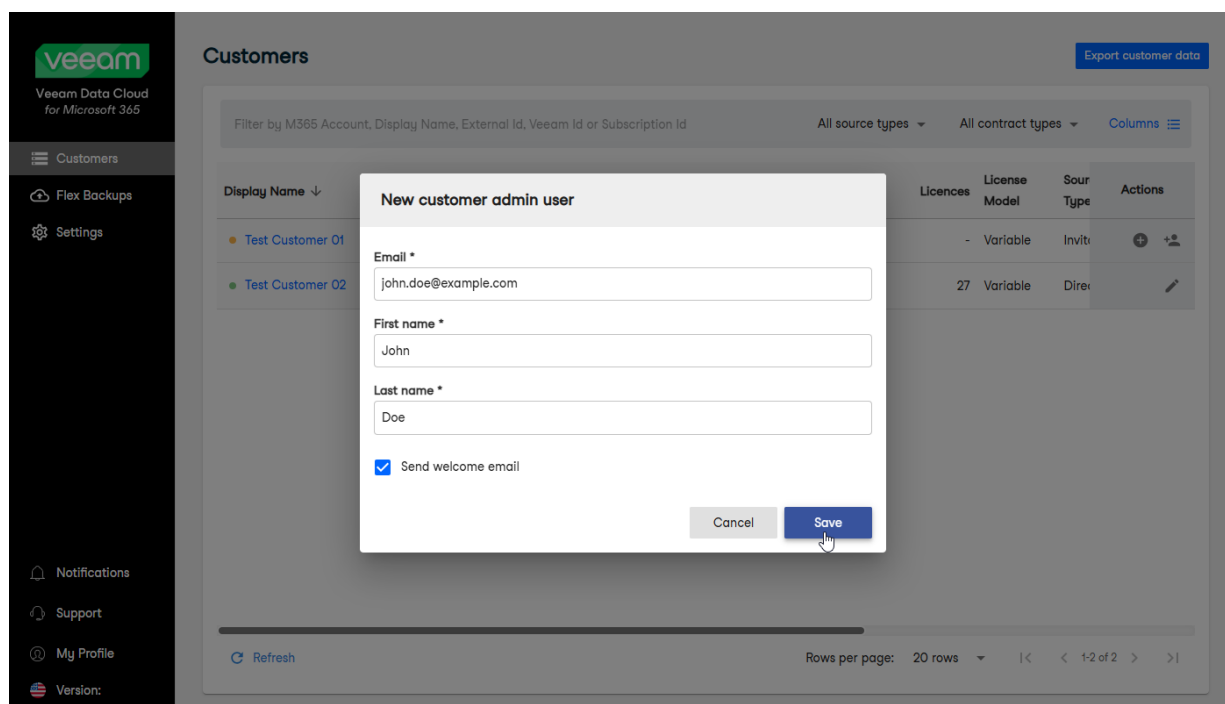 veeam
Veeam Data Cloud
for Microsoft 365
Customers
Flex Backups
Settings
Notifications
Support
My Profile
Version:
Customers
Export customer data
Filter by M365 Account, Display Name, External Id, Veeam Id or Subscription Id
All source types
All contract types
Columns
Display Name
Licences
License
Model
Sour
Type
Actions
Test Customer 01
- Variable Invit
Test Customer 02
27 Variable Direc
New customer admin user
Email *
john.doe@example.com
First name *
John
Last name *
Doe
Send welcome email
Cancel
Save
Refresh
Rows per page: 20 rows
1-2 of 2